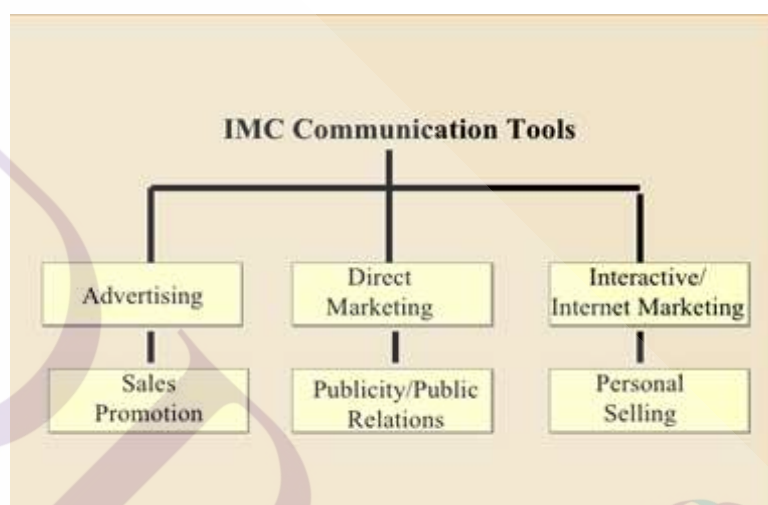 IMC Communication Tools
Advertising
Direct
Marketing
Interactive/
Internet Marketing
Sales
Promotion
Publicity/Public
Relations
Personal
Selling